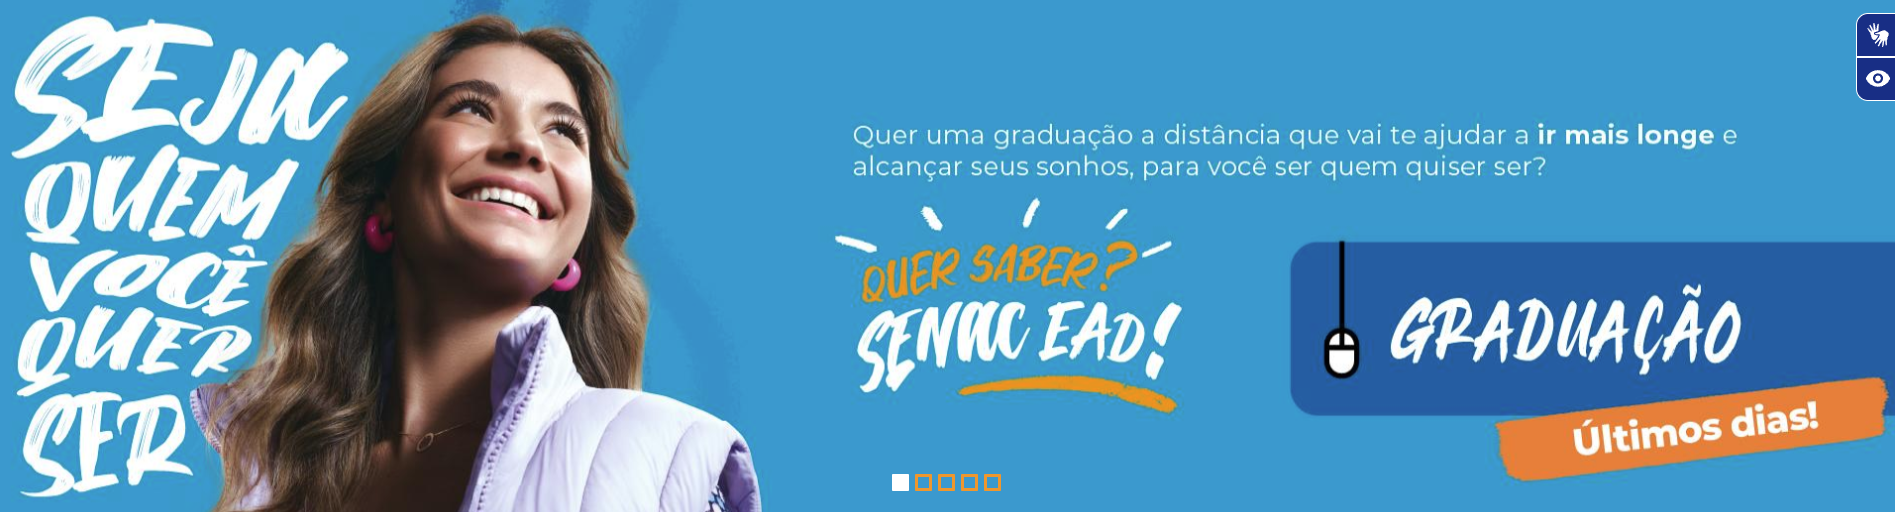 SEJA
QUEM
VOCÊ
QUER
SER
Quer uma graduação a distância que vai te ajudar a ir mais longe e
alcançar seus sonhos, para você ser quem quiser ser?
QUER SABER?
SENAC EAD!
GRADUAÇÃO
Últimos dias!